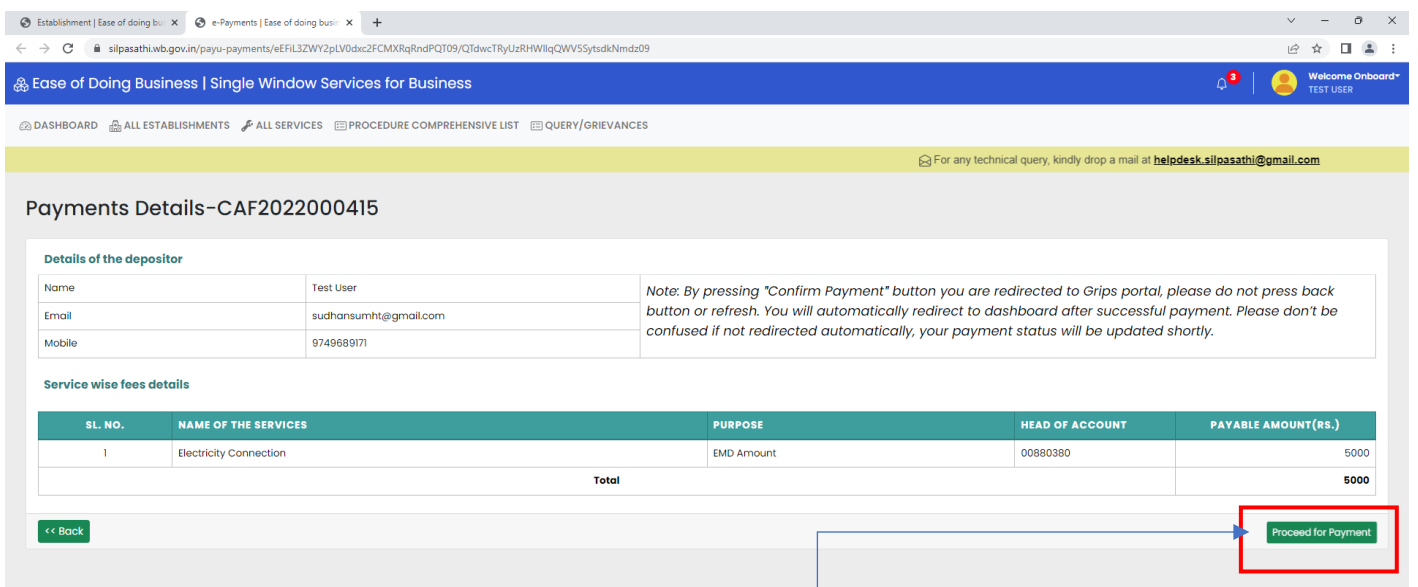 Establishment | Ease of doing bu
e-Payments | Ease of doing busin
silpasathi.wb.gov.in/payu-payments/eEFiL3ZWY2pLV0dxc2FCMXRqRndPQT09/QTdwcTRyUzRHWllqQWV5SytsdkNmdz09
Ease of Doing Business | Single Window Services for Business
3
Welcome Onboard
TEST USER
DASHBOARD ALL ESTABLISHMENTS ALL SERVICES PROCEDURE COMPREHENSIVE LIST QUERY/GRIEVANCES
For any technical query, kindly drop a mail at helpdesk.silpasathi@gmail.com
Payments Details-CAF2022000415
Details of the depositor
Name Test User
Email sudhansumht@gmail.com
Mobile 9749689171
Note: By pressing "Confirm Payment" button you are redirected to Grips portal, please do not press back
button or refresh. You will automatically redirect to dashboard after successful payment. Please don't be
confused if not redirected automatically, your payment status will be updated shortly.
Service wise fees details
SL. NO. NAME OF THE SERVICES PURPOSE HEAD OF ACCOUNT PAYABLE AMOUNT(RS.)
1 Electricity Connection EMD Amount 00880380 5000
Total 5000
<< Back
Proceed for Payment